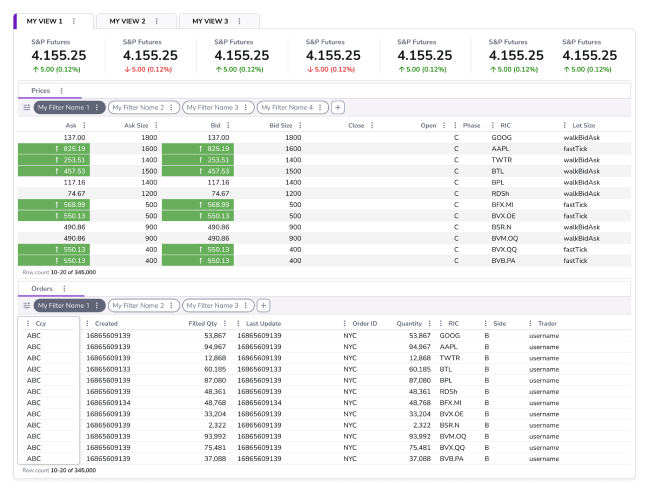 MY VIEW 1 MY VIEW 2 MY VIEW 3
S&P Futures S&P Futures S&P Futures S&P Futures S&P Futures S&P Futures S&P Futures
4.155.25 4.155.25 4.155.25 4.155.25 4.155.25 4.155.25 4.155.25
↑ 5.00 (0.12%) ↓ 5.00 (0.12%) ↑ 5.00 (0.12%) ↓ 5.00 (0.12%) ↑ 5.00 (0.12%) ↑ 5.00 (0.12%) ↑ 5.00 (0.12%)
Prices
My Filter Name 1 My Filter Name 2 My Filter Name 3 My Filter Name 4 +
Ask Ask Size Bid Bid Size Close Open Phase RIC Lot Size
137.00 1800 137.00 1800 C GOOG walkBidAsk
↑ 825.19 1600 ↑ 825.19 1600 C AAPL fastTick
↑ 253.51 1400 ↑ 253.51 1400 C TWTR walkBidAsk
↑ 457.53 1500 ↑ 457.53 1500 C BTL walkBidAsk
117.16 1400 117.16 1400 C BPL walkBidAsk
74.67 1200 74.67 1200 C RDSh walkBidAsk
↑ 568.99 500 ↑ 568.99 500 C BFX.MI fastTick
↑ 550.13 500 ↑ 550.13 500 C BVX.OE fastTick
490.86 900 490.86 900 C BSR.N walkBidAsk
490.86 900 490.86 900 C BVM.OQ walkBidAsk
↑ 550.13 400 ↑ 550.13 400 C BVX.QQ fastTick
↑ 550.13 400 ↑ 550.13 400 C BVB.PA fastTick
Row count 10-20 of 345,000
Orders
My Filter Name 1 My Filter Name 2 My Filter Name 3 +
Ccy Created Filled Qty Last Update Order ID Quantity RIC Side Trader
ABC 16865609139 53,867 16865609139 NYC 53,867 GOOG B username
ABC 16865609139 94,967 16865609139 NYC 94,967 AAPL B username
ABC 16865609139 12,868 16865609139 NYC 12,868 TWTR B username
ABC 16865609133 60,185 16865609133 NYC 60,185 BTL B username
ABC 16865609139 87,080 16865609139 NYC 87,080 BPL B username
ABC 16865609139 48,361 16865609139 NYC 48,361 RDSh B username
ABC 16865609134 48,768 16865609134 NYC 48,768 BFX.MI B username
ABC 16865609139 33,204 16865609139 NYC 33,204 BVX.OE B username
ABC 16865609139 2,322 16865609139 NYC 2,322 BSR.N B username
ABC 16865609139 93,992 16865609139 NYC 93,992 BVM.OQ B username
ABC 16865609139 75,481 16865609139 NYC 75,481 BVX.QQ B username
ABC 16865609139 37,088 16865609139 NYC 37,088 BVB.PA B username
Row count 10-20 of 345,000